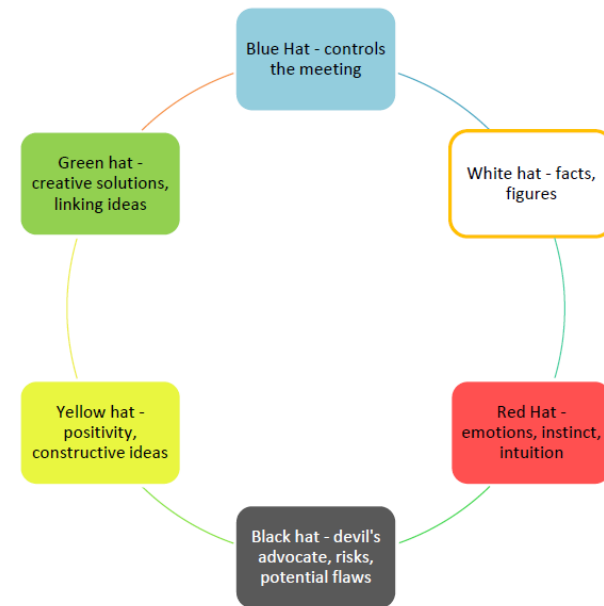 Blue Hat - controls
the meeting
White hat - facts,
figures
Red Hat -
emotions, instinct,
intuition
Black hat - devil's
advocate, risks,
potential flaws
Yellow hat -
positivity,
constructive ideas
Green hat -
creative solutions,
linking ideas